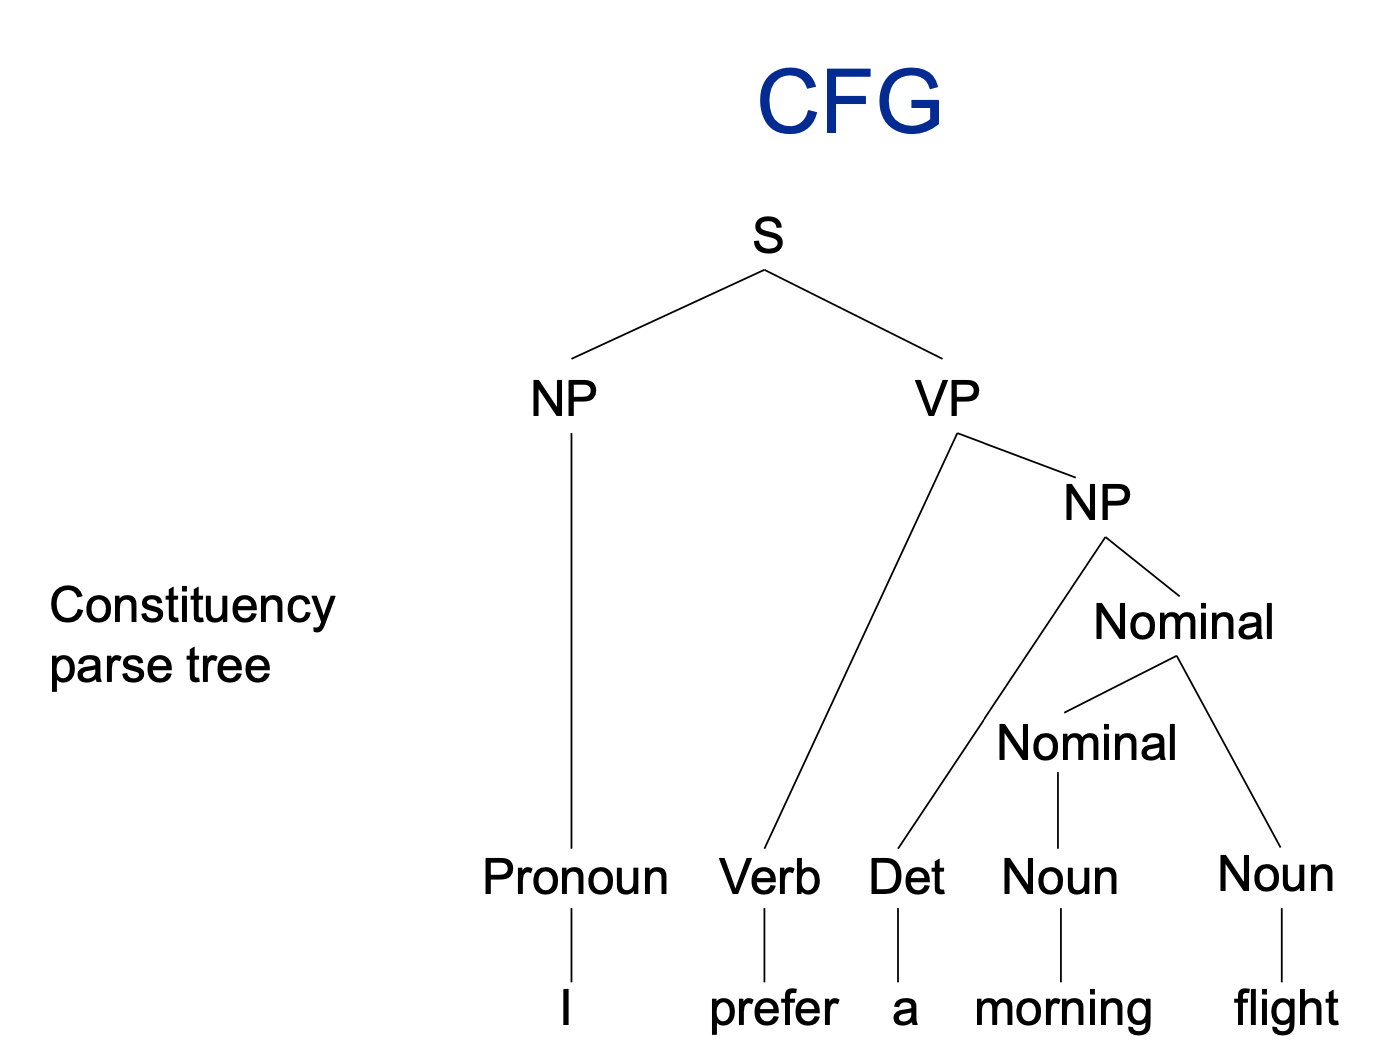 CFG
S
NP VP
NP
Constituency
parse tree
Nominal
Nominal
Pronoun Verb Det Noun Noun
I prefer a morning flight